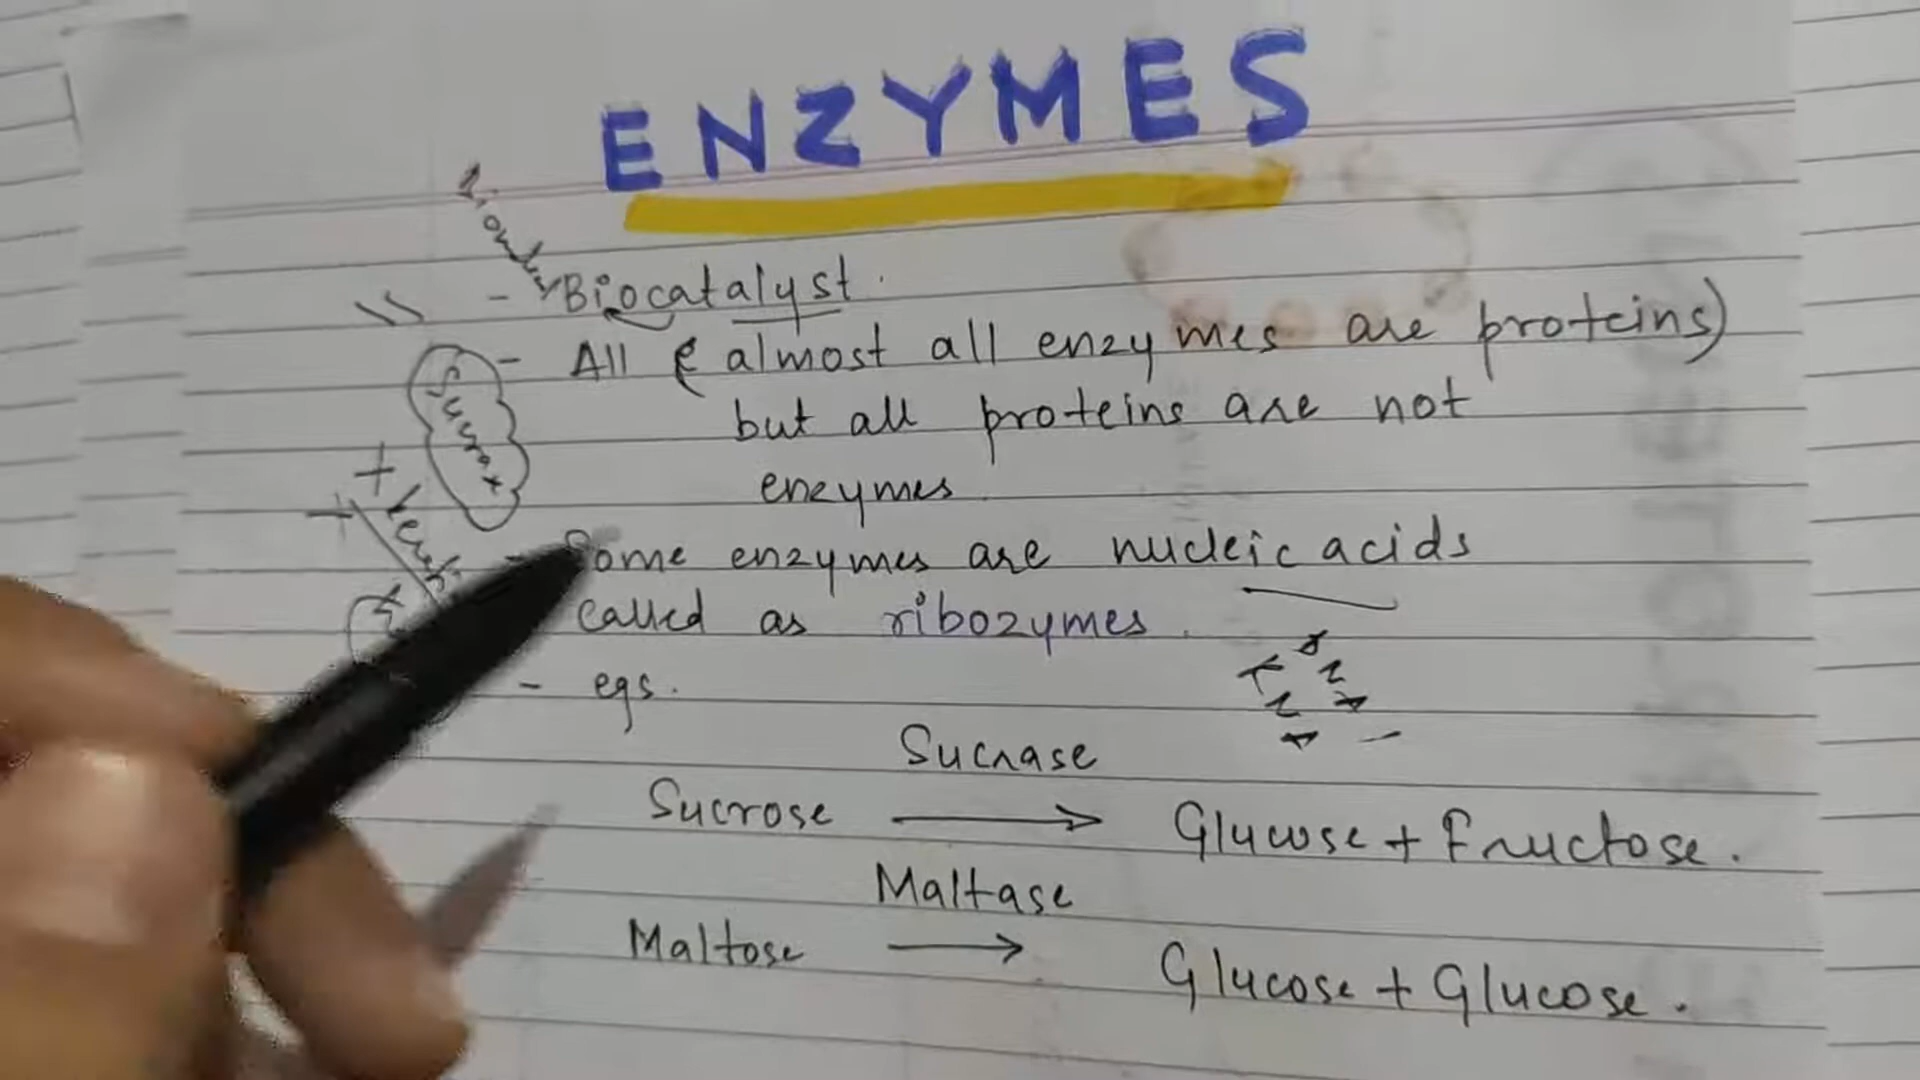 ENZYMES
- Biocatalyst.
- All ( almost all enzymes are proteins)
but all proteins are not
enzymes
- Some enzymes are nucleic acids
called as ribozymes.
- egs.
Sucrase
Sucrose → Glucose + Fructose.
Maltase
Maltose → Glucose + Glucose.